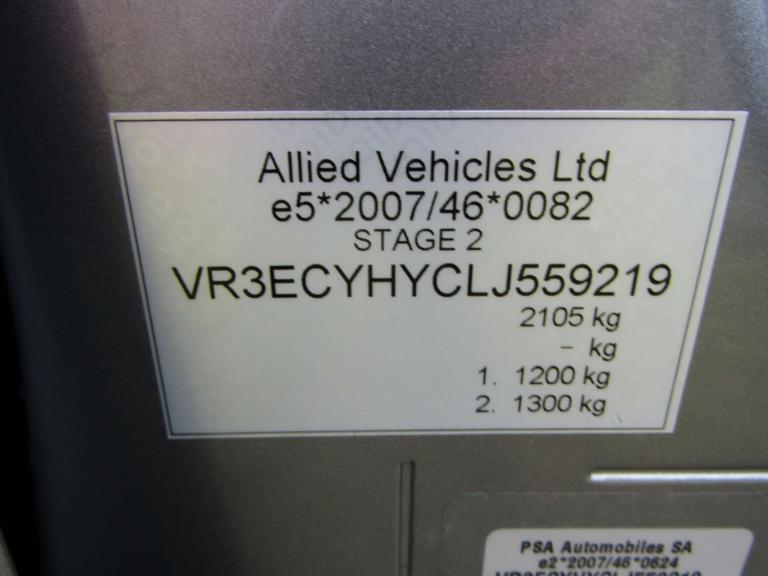 Allied Vehicles Ltd
e5*2007/46*0082
STAGE 2
VR3ECYHYCLJ559219
2105 kg
- kg
1. 1200 kg
2. 1300 kg
PSA Automobiles SA
e2*2007/46*0624
VR3ECYHYCLJ559219